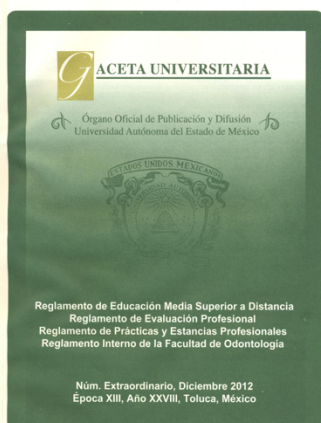 GACETA UNIVERSITARIA
Órgano Oficial de Publicación y Difusión
Universidad Autónoma del Estado de México
ESTADOS UNIDOS MEXICANOS
Reglamento de Educación Media Superior a Distancia
Reglamento de Evaluación Profesional
Reglamento de Prácticas y Estancias Profesionales
Reglamento Interno de la Facultad de Odontología
Núm. Extraordinario, Diciembre 2012
Época XIII, Año XXVIII, Toluca, México